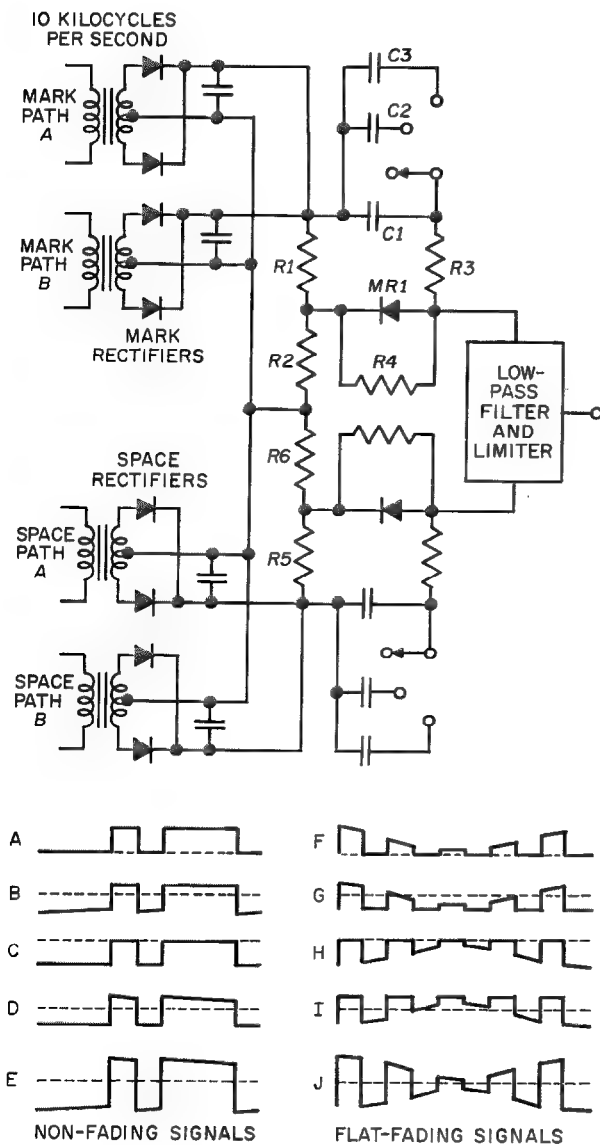 10 KILOCYCLES
PER SECOND
MARK
PATH
A
MARK
PATH
B
MARK
RECTIFIERS
C3
C2
C1
R1
R3
MR1
R2
R4
LOW-
PASS
FILTER
AND
LIMITER
SPACE
RECTIFIERS
R6
SPACE
PATH
A
R5
SPACE
PATH
B
A
B
C
D
E
NON-FADING SIGNALS
F
G
H
I
J
FLAT-FADING SIGNALS